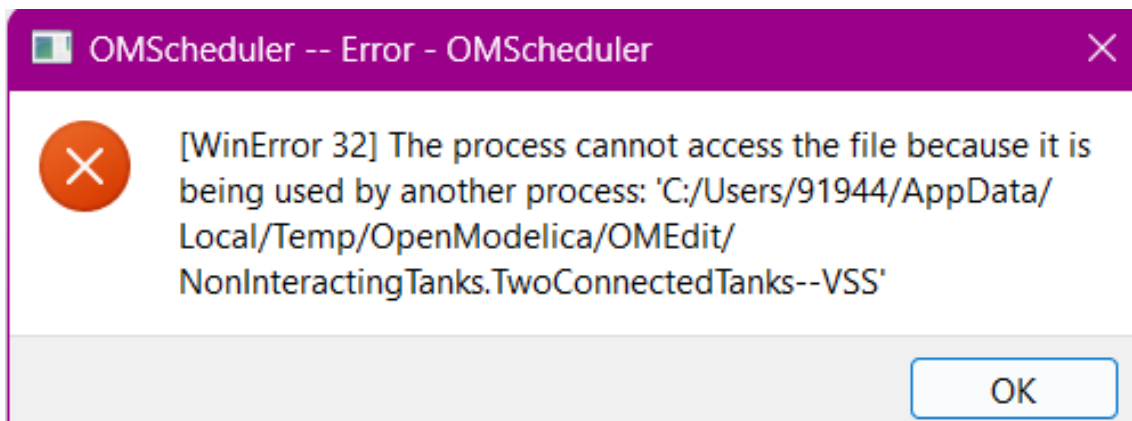 OMScheduler -- Error - OMScheduler
[WinError 32] The process cannot access the file because it is
being used by another process: 'C:/Users/91944/AppData/
Local/Temp/OpenModelica/OMEdit/
NonInteractingTanks.TwoConnectedTanks--VSS'
OK